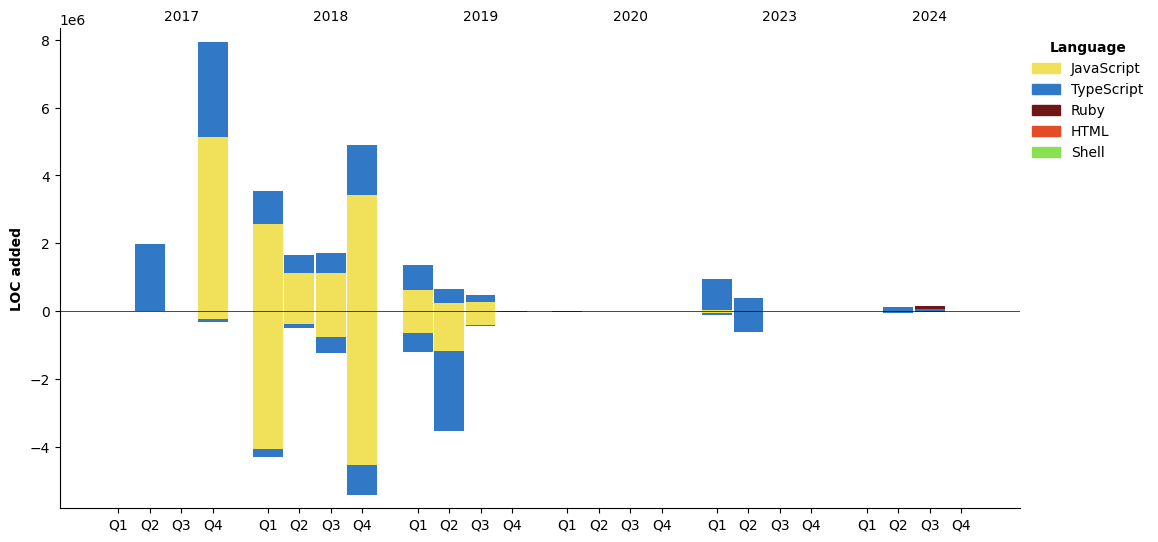 2017 2018 2019 2020 2023 2024
1e6
8
6
4
2
0
−2
−4
LOC added
Q1 Q2 Q3 Q4 Q1 Q2 Q3 Q4 Q1 Q2 Q3 Q4 Q1 Q2 Q3 Q4 Q1 Q2 Q3 Q4 Q1 Q2 Q3 Q4
Language
JavaScript
TypeScript
Ruby
HTML
Shell